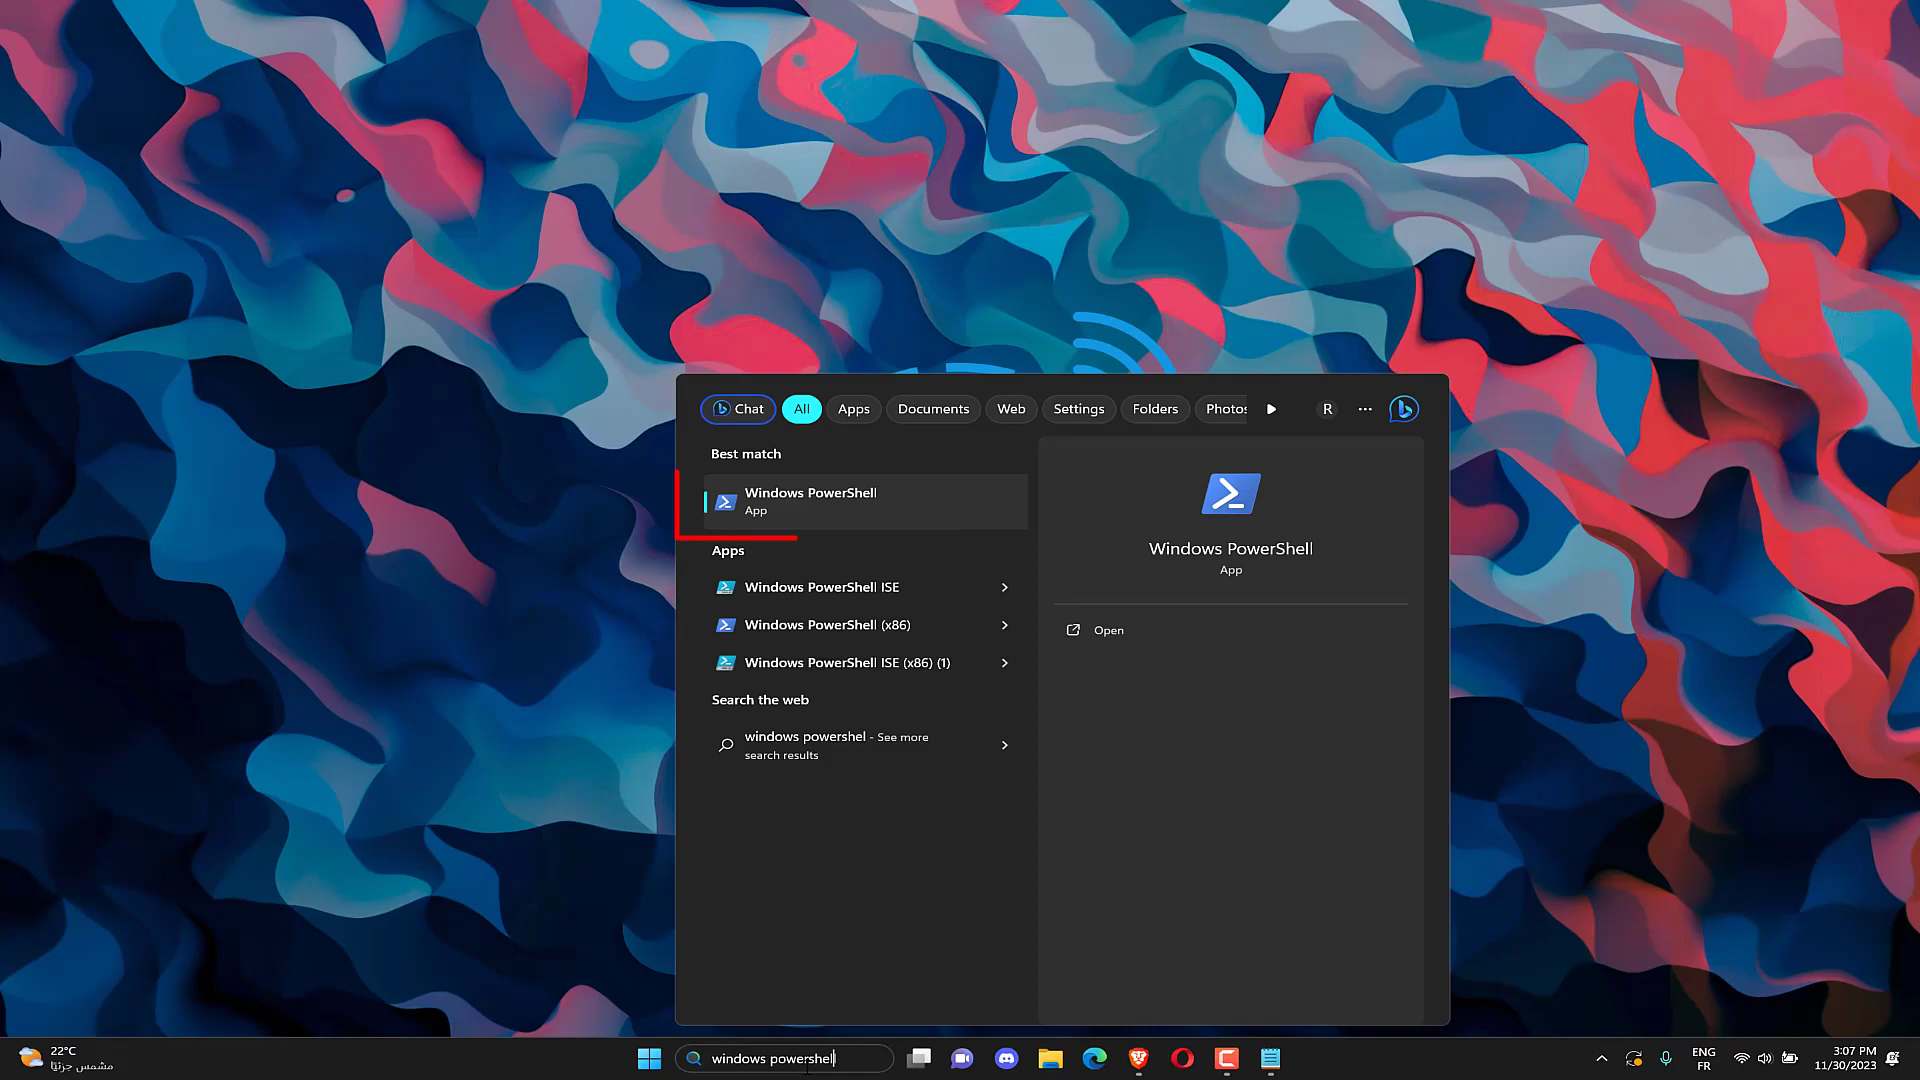 Chat All Apps Documents Web Settings Folders Photos R
Best match
Windows PowerShell
App
Apps
Windows PowerShell ISE
Windows PowerShell (x86)
Windows PowerShell ISE (x86) (1)
Search the web
windows powershel - See more
search results
Windows PowerShell
App
Open
22°C
مشمس جزئيًا
windows powershel
ENG
FR
3:07 PM
11/30/2023